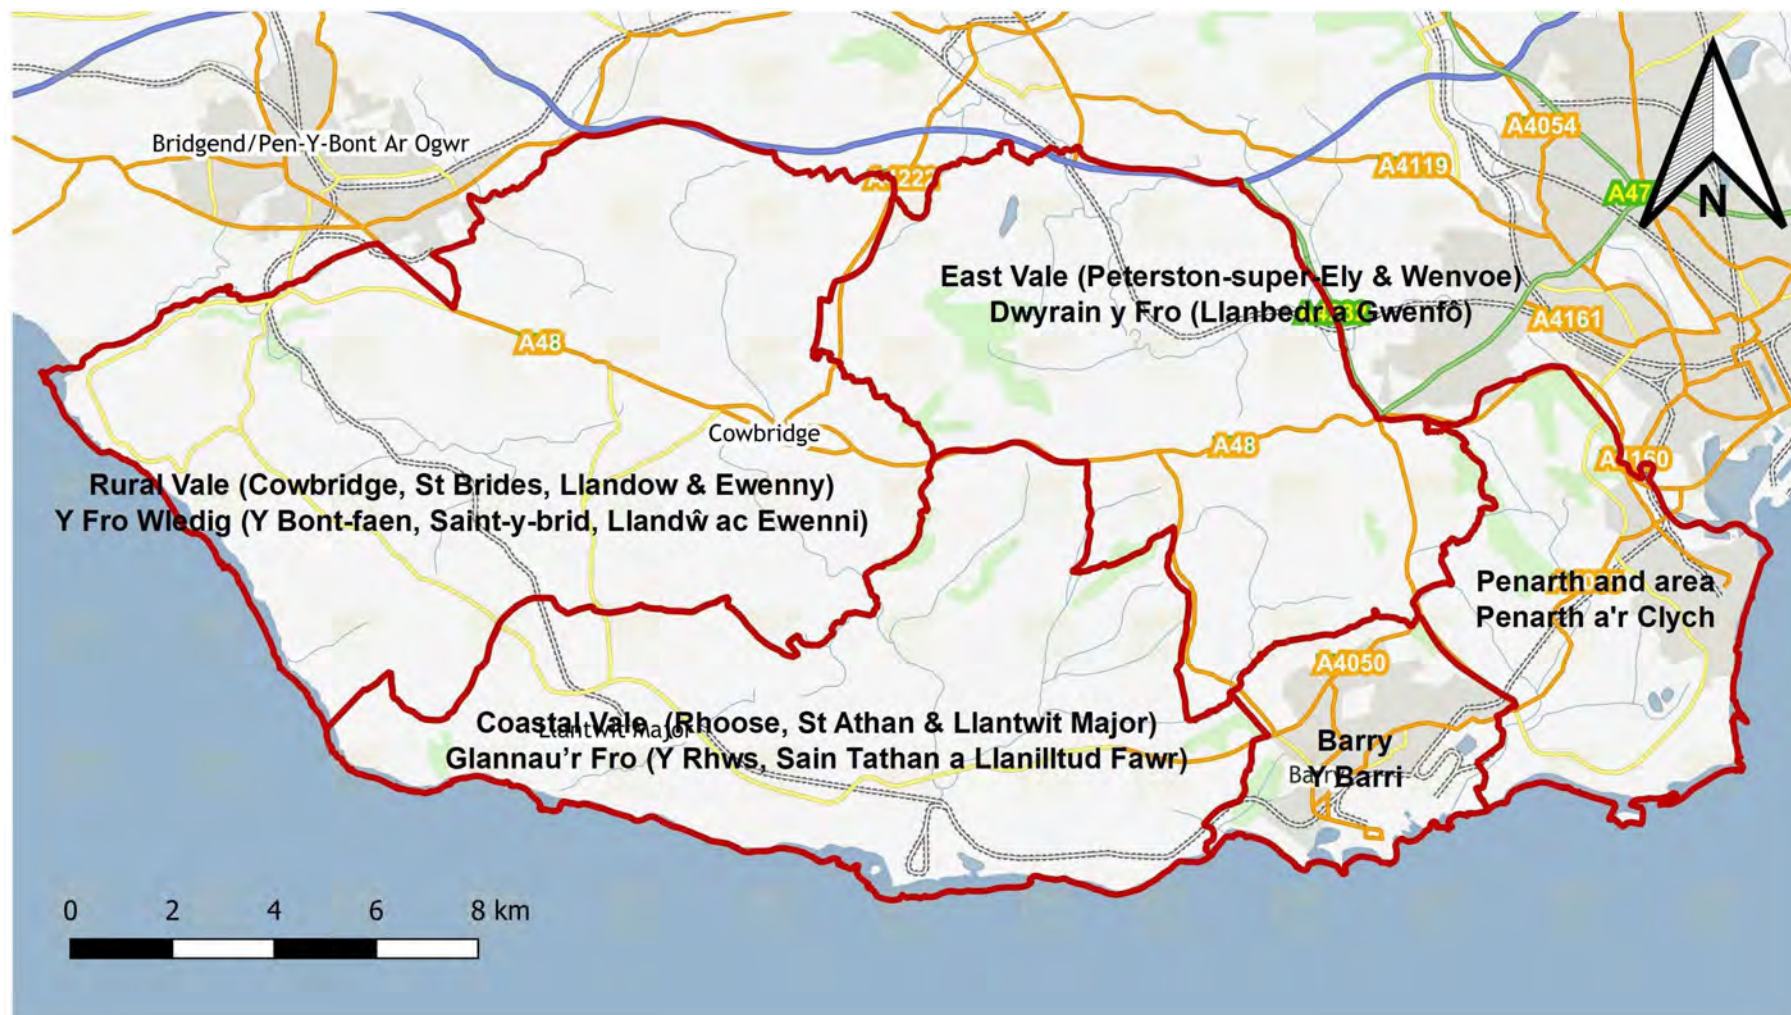 Bridgend/Pen-Y-Bont Ar Ogwr
A4222
A4054
A4119
A47
N
East Vale (Peterston-super-Ely & Wenvoe)
Dwyrain y Fro (Llanbedr a Gwenfô)
A4161
A48
Cowbridge
A48
A4160
Rural Vale (Cowbridge, St Brides, Llandow & Ewenny)
Y Fro Wledig (Y Bont-faen, Saint-y-brid, Llandŵ ac Ewenni)
Penarth and area
Penarth a'r Clych
A4050
Coastal Vale (Rhoose, St Athan & Llantwit Major)
Llantwit Major
Glannau'r Fro (Y Rhws, Sain Tathan a Llanilltud Fawr)
Barry
Y Barri
Barry
0 2 4 6 8 km